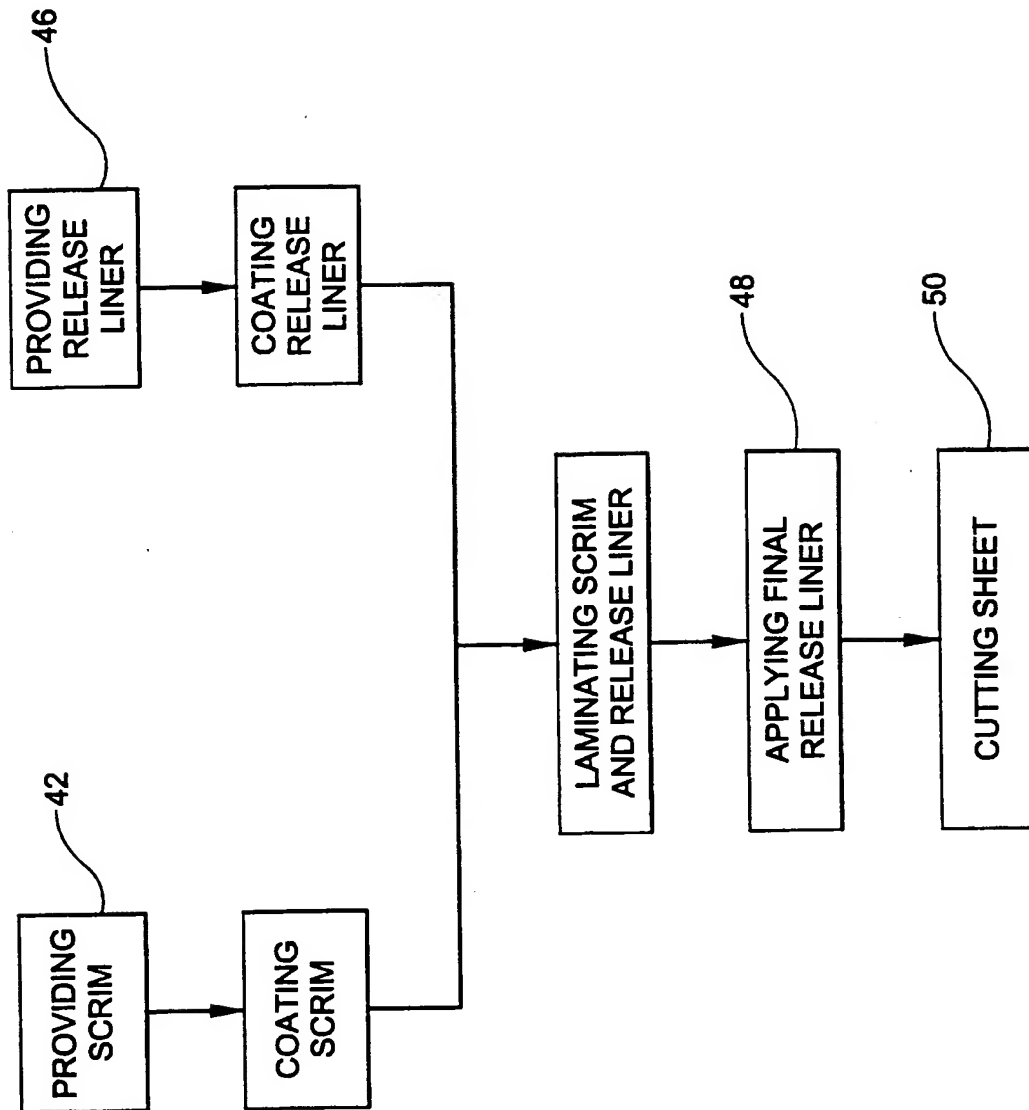 42
PROVIDING
SCRIM
COATING
SCRIM
46
PROVIDING
RELEASE
LINER
COATING
RELEASE
LINER
LAMINATING SCRIM
AND RELEASE LINER
48
APPLYING FINAL
RELEASE LINER
50
CUTTING SHEET